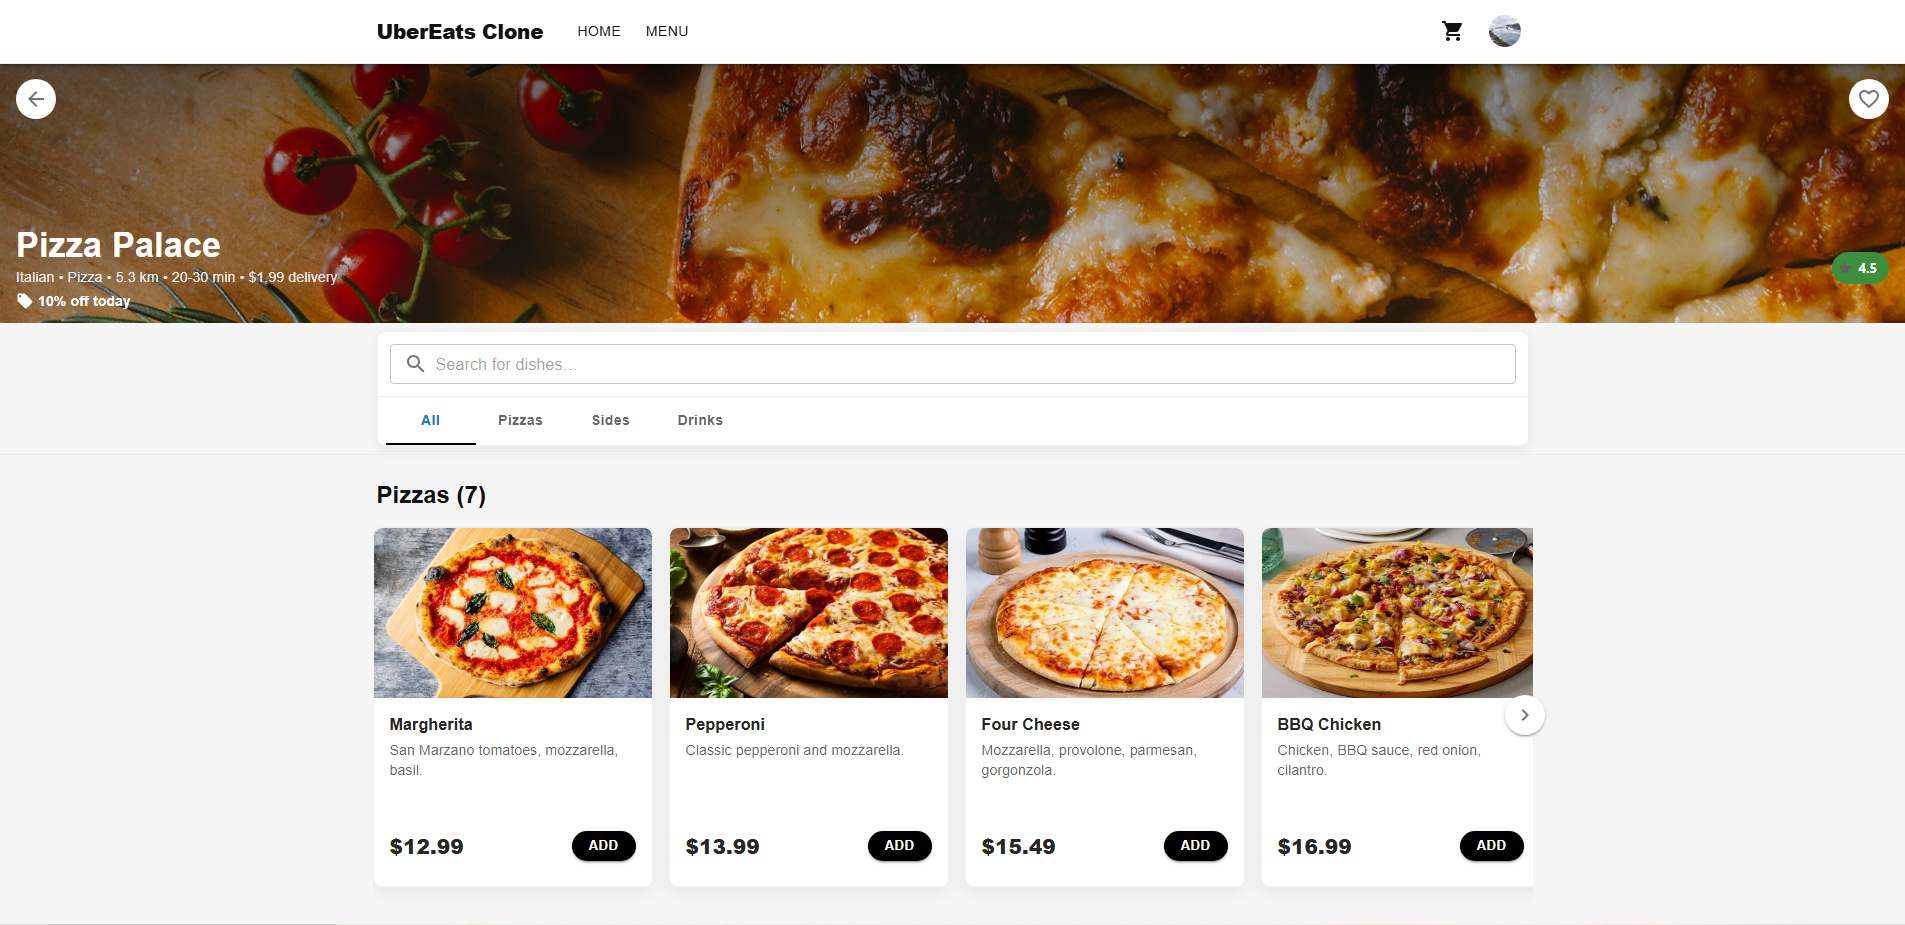 UberEats Clone HOME MENU
Pizza Palace
Italian • Pizza • 5.3 km • 20-30 min • $1,99 delivery
10% off today
4.5
Search for dishes...
All Pizzas Sides Drinks
Pizzas (7)
Margherita
San Marzano tomatoes, mozzarella,
basil.
$12.99 ADD
Pepperoni
Classic pepperoni and mozzarella.
$13.99 ADD
Four Cheese
Mozzarella, provolone, parmesan,
gorgonzola.
$15.49 ADD
BBQ Chicken
Chicken, BBQ sauce, red onion,
cilantro.
$16.99 ADD